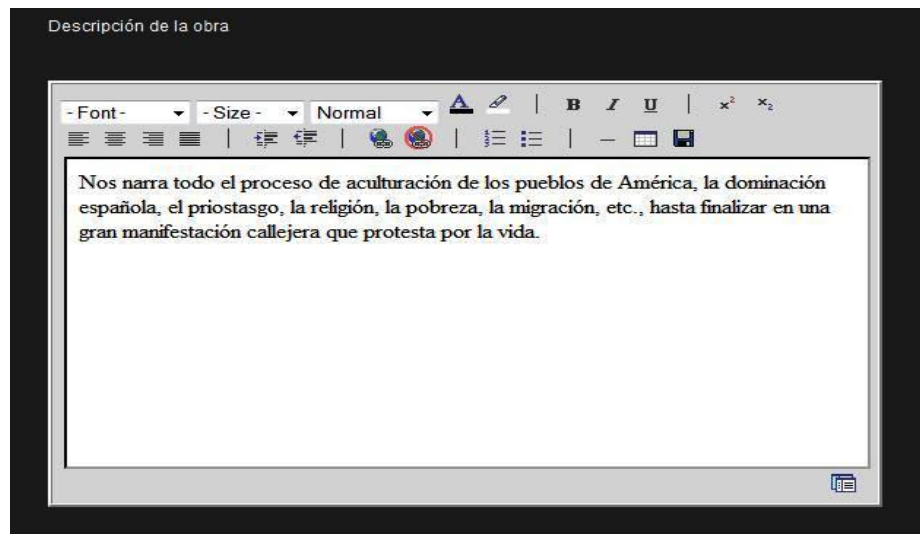 Descripción de la obra
- Font - - Size - Normal A B I U x² x₂
Nos narra todo el proceso de aculturación de los pueblos de América, la dominación
española, el priostasgo, la religión, la pobreza, la migración, etc., hasta finalizar en una
gran manifestación callejera que protesta por la vida.